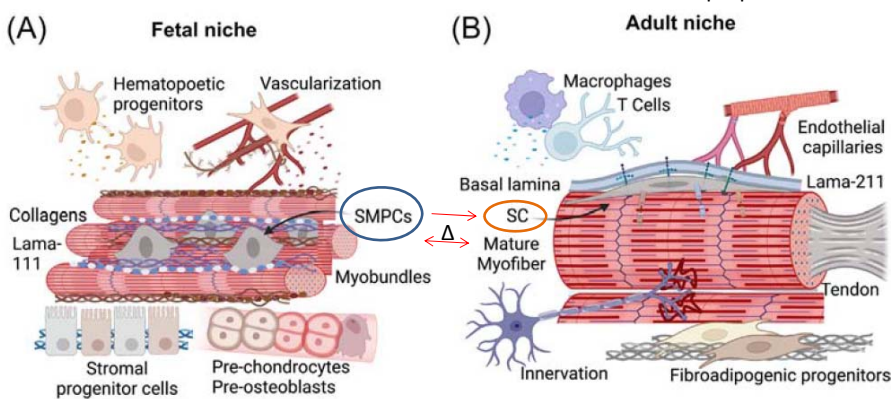 (A)
Fetal niche
Hematopoetic
progenitors
Vascularization
Collagens
Lama-
111
SMPCs
Myobundles
Stromal
progenitor cells
Pre-chondrocytes
Pre-osteoblasts
Δ
(B)
Adult niche
Macrophages
T Cells
Endothelial
capillaries
Basal lamina
Lama-211
SC
Mature
Myofiber
Tendon
Innervation
Fibroadipogenic progenitors